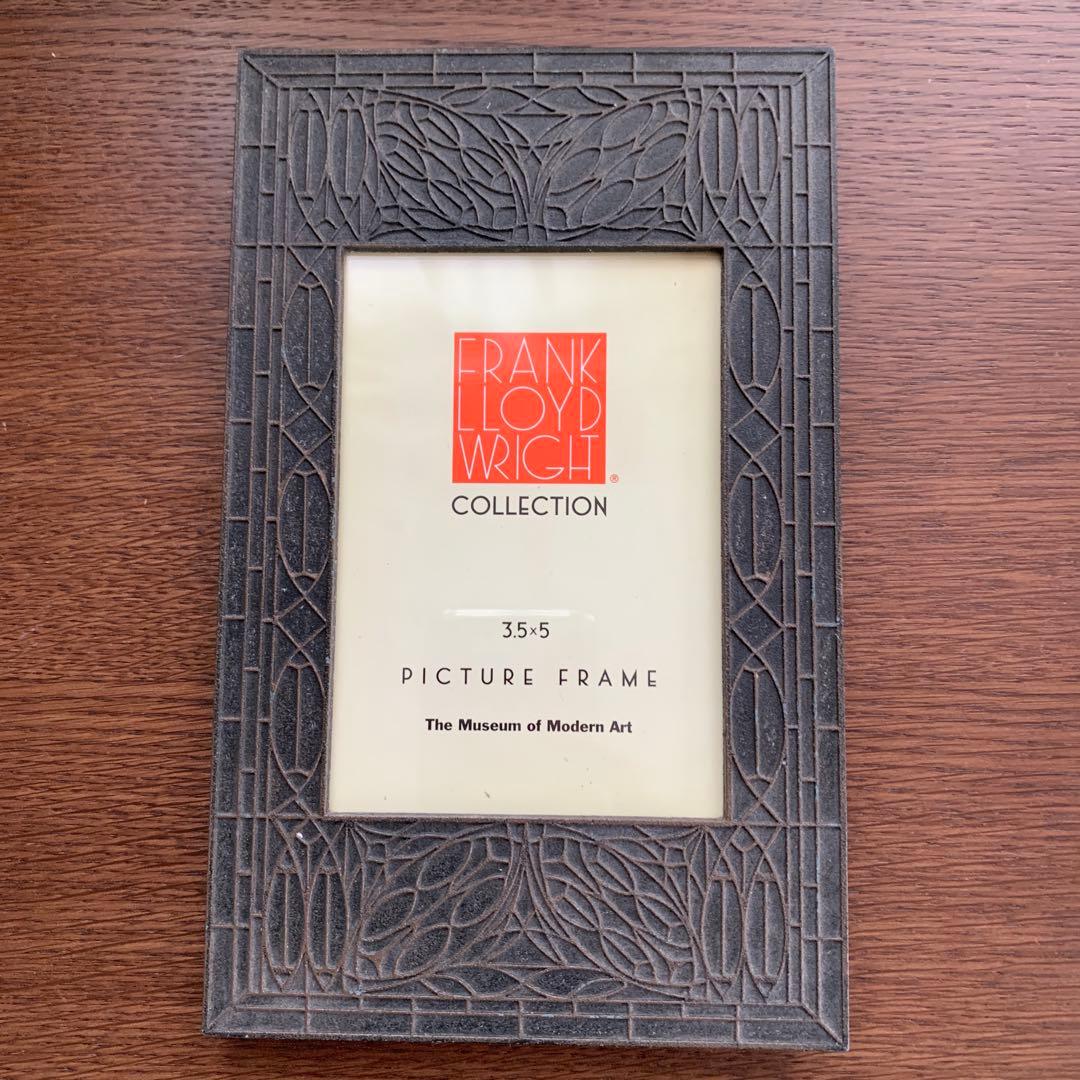 FRANK
LLOYD
WRIGHT
®
COLLECTION
3.5×5
PICTURE FRAME
The Museum of Modern Art